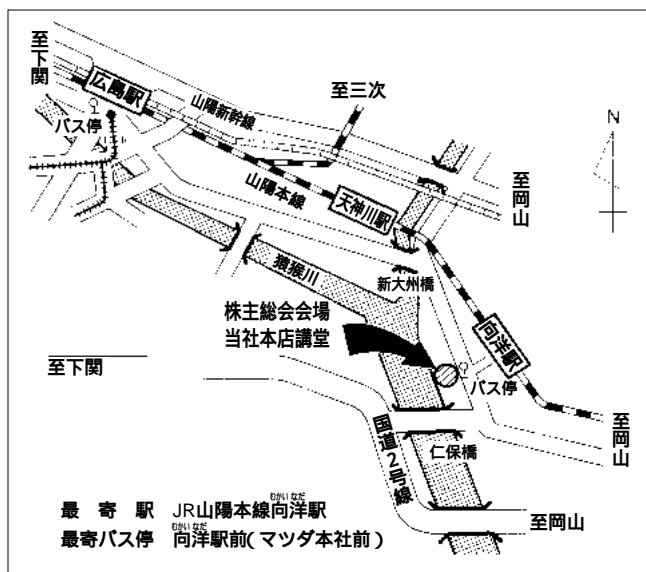 至下関
広島駅
バス停
山陽新幹線
至三次
N
山陽本線
天神川駅
至岡山
猿猴川
新大州橋
株主総会会場
当社本店講堂
向洋駅
至下関
バス停
国道2号線
仁保橋
至岡山
至岡山
むかいなだ
最 寄 駅 JR山陽本線向洋駅
むかいなだ
最寄バス停 向洋駅前(マツダ本社前)